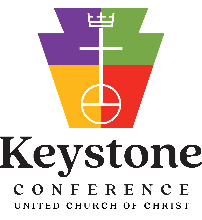 Keystone
CONFERENCE
UNITED CHURCH OF CHRIST